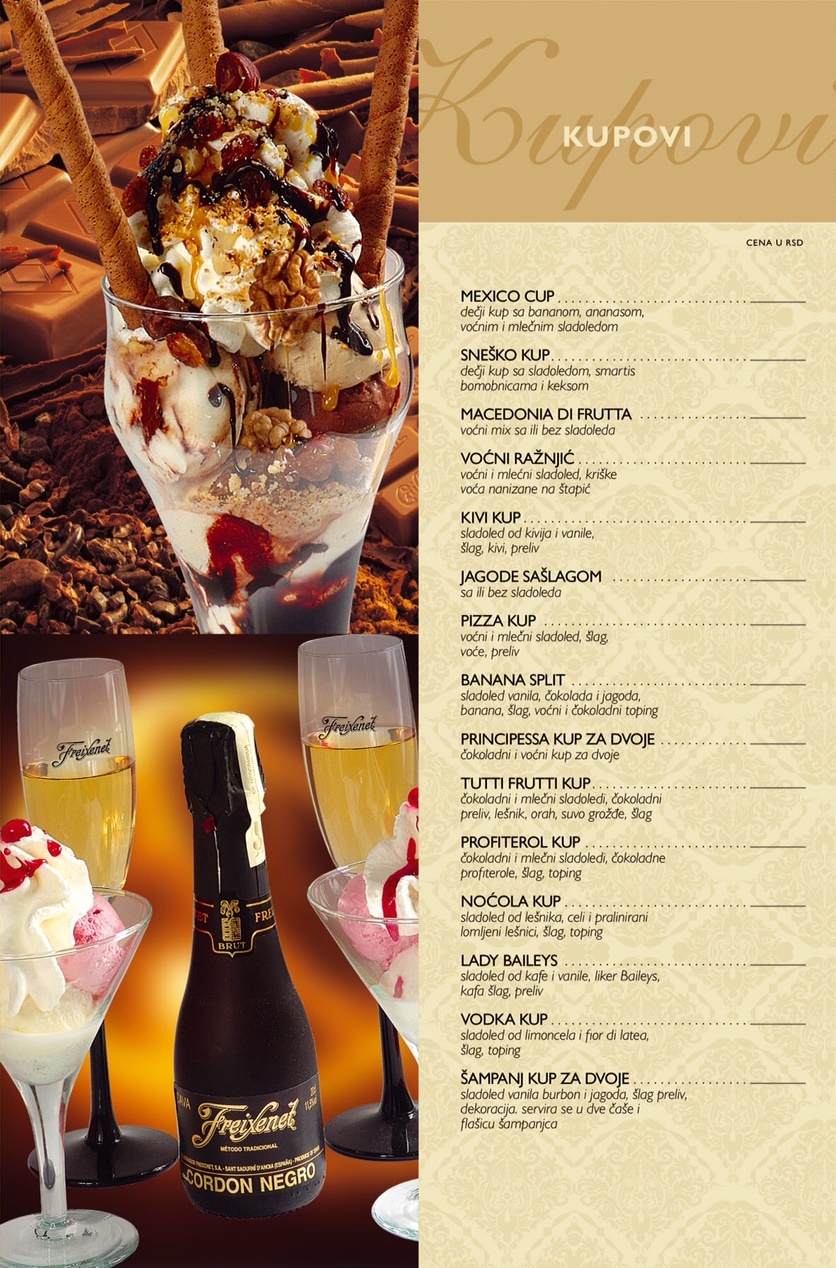 Kupovi
KUPOVI
CENA U RSD
MEXICO CUP
dečji kup sa bananom, ananasom,
voćnim i mlečnim sladoledom
SNEŠKO KUP
dečji kup sa sladoledom, smartis
bomobnicama i keksom
MACEDONIA DI FRUTTA
voćni mix sa ili bez sladoleda
VOĆNI RAŽNJIĆ
voćni i mlećni sladoled, kriške
voća nanizane na štapić
KIVI KUP
sladoled od kivija i vanile,
šlag, kivi, preliv
JAGODE SAŠLAGOM
sa ili bez sladoleda
PIZZA KUP
voćni i mlečni sladoled, šlag,
voće, preliv
BANANA SPLIT
sladoled vanila, čokolada i jagoda,
banana, šlag, voćni i čokoladni toping
PRINCIPESSA KUP ZA DVOJE
čokoladni i voćni kup za dvoje
TUTTI FRUTTI KUP
čokoladni i mlečni sladoledi, čokoladni
preliv, lešnik, orah, suvo grožđe, šlag
PROFITEROL KUP
čokoladni i mlečni sladoledi, čokoladne
profiterole, šlag, toping
NOĆOLA KUP
sladoled od lešnika, celi i pralinirani
lomljeni lešnici, šlag, toping
LADY BAILEYS
sladoled od kafe i vanile, liker Baileys,
kafa šlag, preliv
VODKA KUP
sladoled od limoncela i fior di latea,
šlag, toping
ŠAMPANJ KUP ZA DVOJE
sladoled vanila burbon i jagoda, šlag preliv,
dekoracija. servira se u dve čaše i
flašicu šampanjca
Freixenet
Freixenet
BRUT
Freixenet
MÉTODO TRADICIONAL
CORDON NEGRO